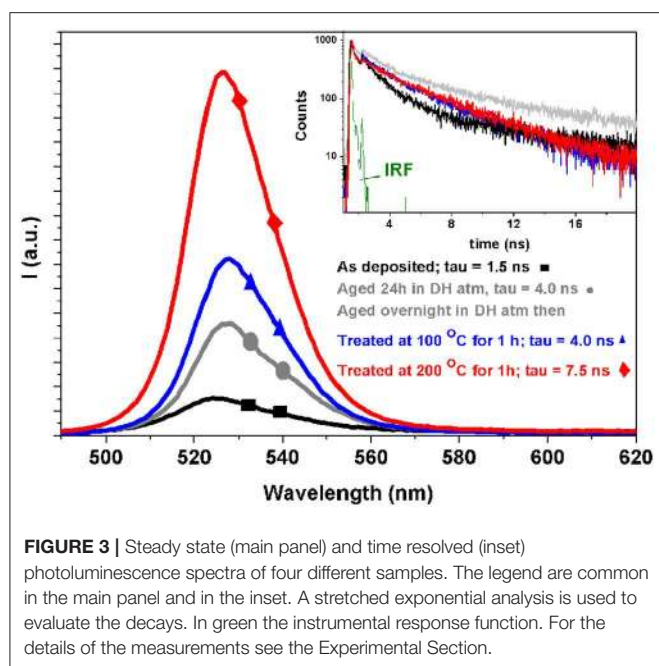 1000
100
10
Counts
IRF
4
8
12
16
time (ns)
As deposited; tau = 1.5 ns
Aged 24h in DH atm, tau = 4.0 ns
Aged overnight in DH atm then
Treated at 100 °C for 1 h; tau = 4.0 ns
Treated at 200 °C for 1h; tau = 7.5 ns
I (a.u.)
500
520
540
560
580
600
620
Wavelength (nm)
FIGURE 3 | Steady state (main panel) and time resolved (inset)
photoluminescence spectra of four different samples. The legend are common
in the main panel and in the inset. A stretched exponential analysis is used to
evaluate the decays. In green the instrumental response function. For the
details of the measurements see the Experimental Section.